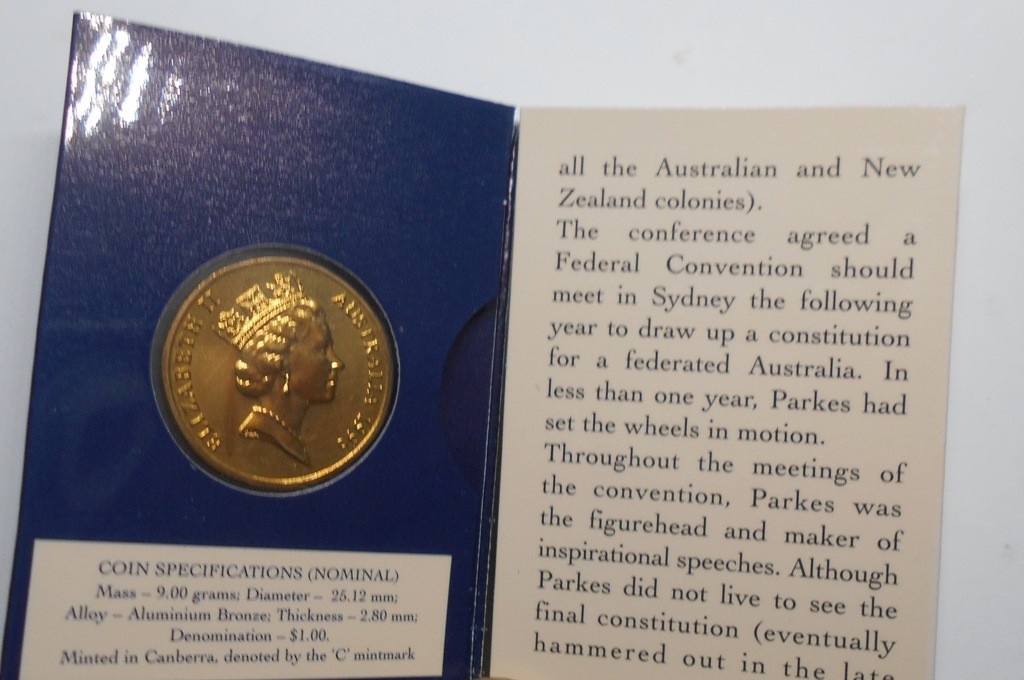 ELIZABETH II AUSTRALIA 1996
COIN SPECIFICATIONS (NOMINAL)
Mass – 9.00 grams; Diameter – 25.12 mm;
Alloy – Aluminium Bronze; Thickness – 2.80 mm;
Denomination – $1.00.
Minted in Canberra, denoted by the 'C' mintmark
all the Australian and New
Zealand colonies).
The conference agreed a
Federal Convention should
meet in Sydney the following
year to draw up a constitution
for a federated Australia. In
less than one year, Parkes had
set the wheels in motion.
Throughout the meetings of
the convention, Parkes was
the figurehead and maker of
inspirational speeches. Although
Parkes did not live to see the
final constitution (eventually
hammered out in the late